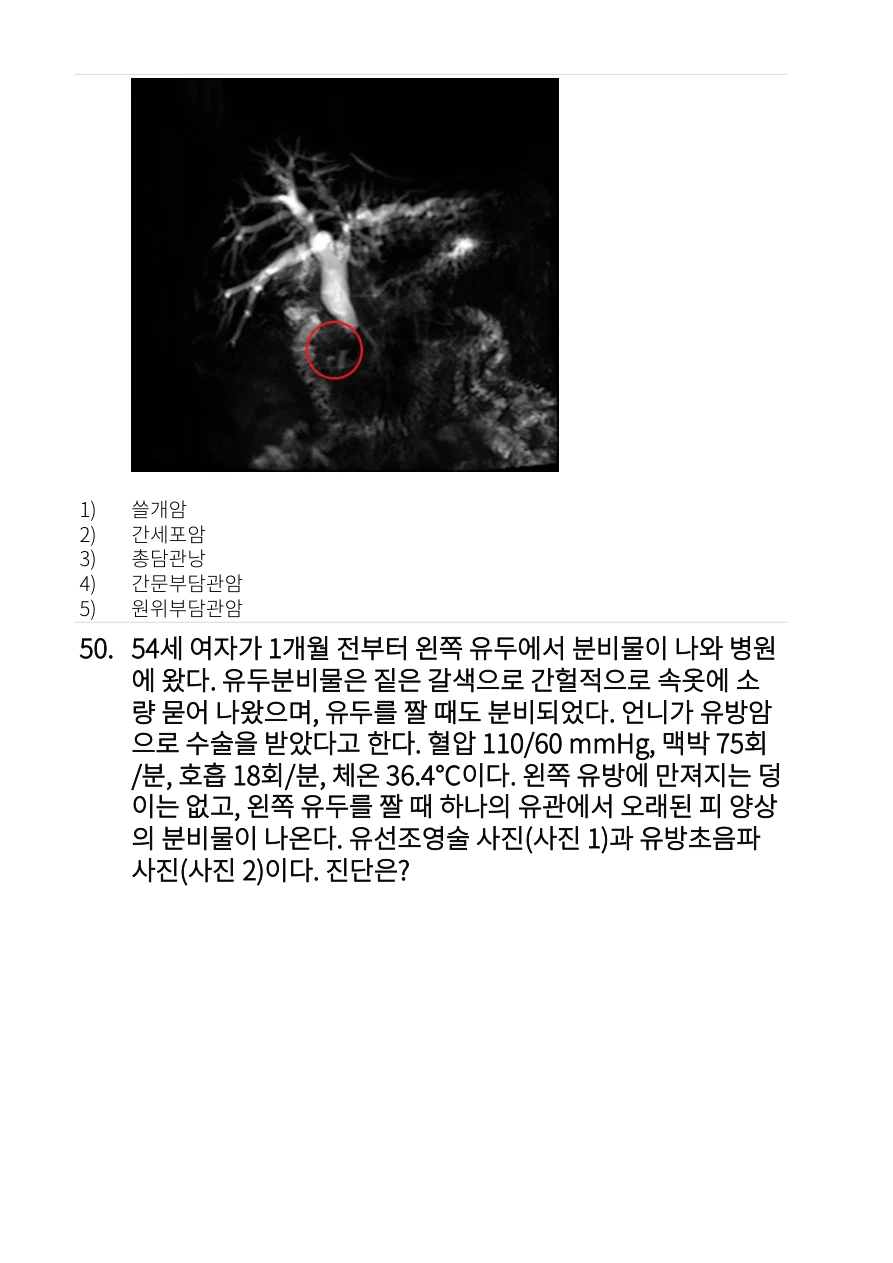 1) 쓸개암
2) 간세포암
3) 총담관낭
4) 간문부담관암
5) 원위부담관암
50. 54세 여자가 1개월 전부터 왼쪽 유두에서 분비물이 나와 병원
에 왔다. 유두분비물은 짙은 갈색으로 간헐적으로 속옷에 소
량 묻어 나왔으며, 유두를 짤 때도 분비되었다. 언니가 유방암
으로 수술을 받았다고 한다. 혈압 110/60 mmHg, 맥박 75회
/분, 호흡 18회/분, 체온 36.4°C이다. 왼쪽 유방에 만져지는 덩
이는 없고, 왼쪽 유두를 짤 때 하나의 유관에서 오래된 피 양상
의 분비물이 나온다. 유선조영술 사진(사진 1)과 유방초음파
사진(사진 2)이다. 진단은?